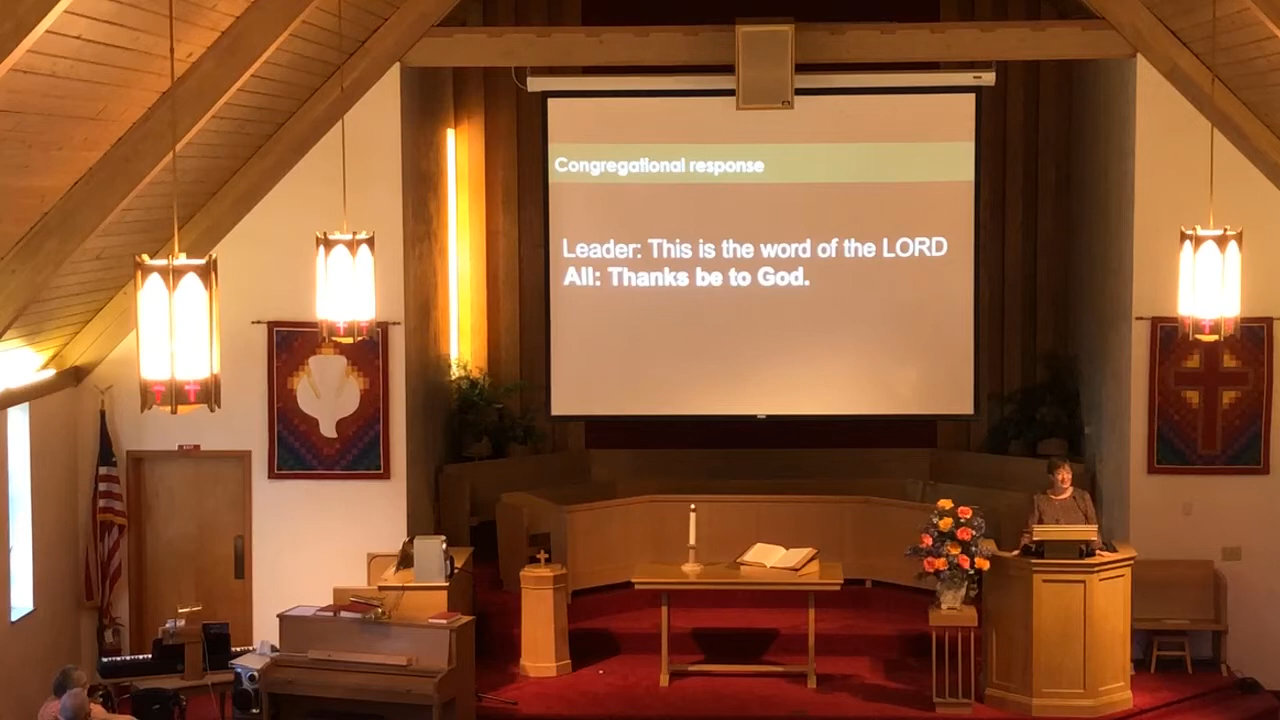 Congregational response
Leader: This is the word of the LORD
All: Thanks be to God.